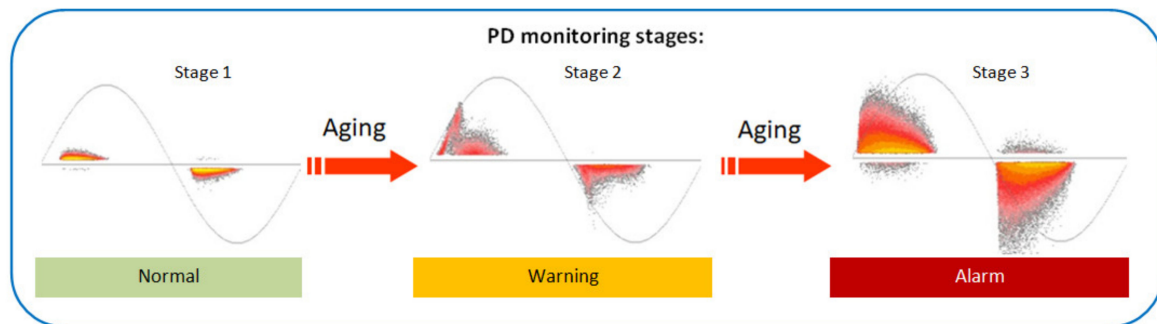 PD monitoring stages:
Stage 1
Stage 2
Stage 3
Aging
Aging
Normal
Warning
Alarm